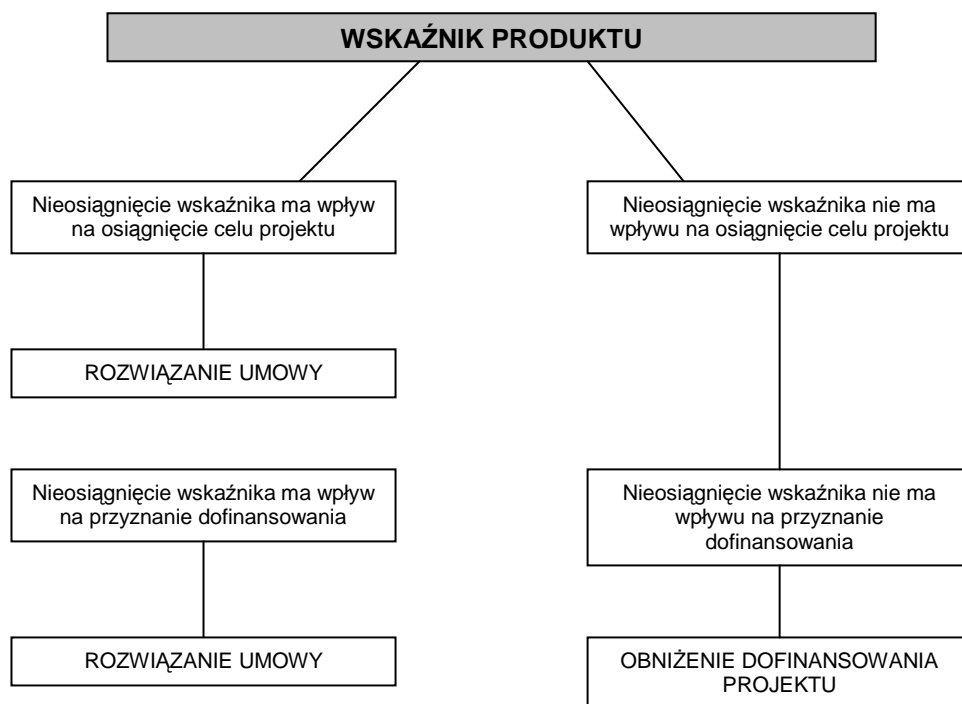 WSKAŹNIK PRODUKTU
Nieosiągnięcie wskaźnika ma wpływ
na osiągnięcie celu projektu
Nieosiągnięcie wskaźnika nie ma
wpływu na osiągnięcie celu projektu
ROZWIĄZANIE UMOWY
Nieosiągnięcie wskaźnika ma wpływ
na przyznanie dofinansowania
Nieosiągnięcie wskaźnika nie ma
wpływu na przyznanie
dofinansowania
ROZWIĄZANIE UMOWY
OBNIŻENIE DOFINANSOWANIA
PROJEKTU